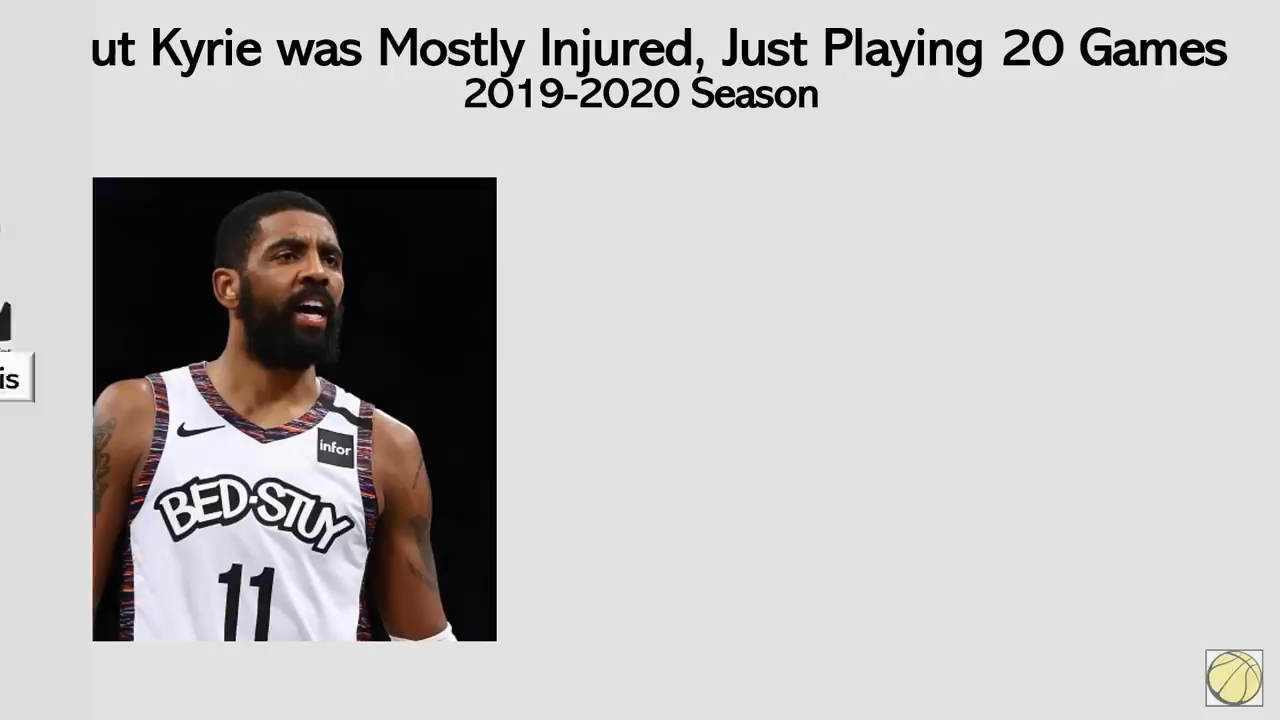 ut Kyrie was Mostly Injured, Just Playing 20 Games
2019-2020 Season
is
infor
BED-STUY
11